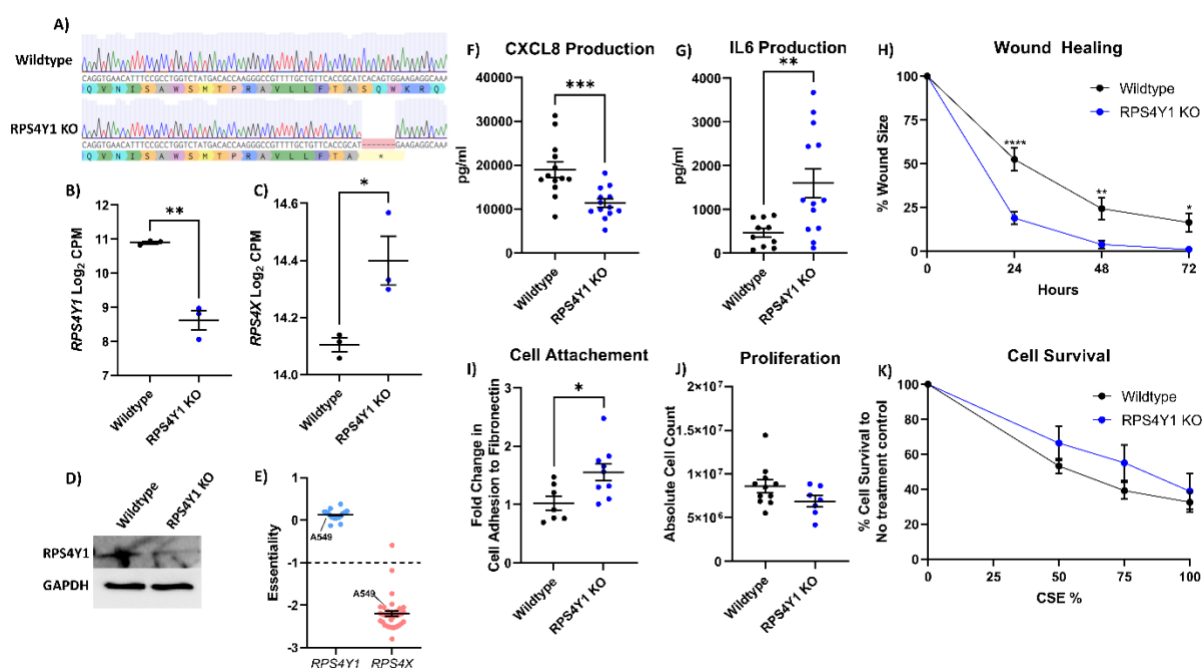 A)
Wildtype
CAGGTGAACATTTCCGCCTGGTCTATGACACCAAGGGCCGTTTTGCTGTTCACCGCATCACAGTGGAAGAGGCAAA
Q V N I S A W S M T P R A V L L F T A S Q W K R Q
RPS4Y1 KO
CAGGTGAACATTTCCGCCTGGTCTATGACACCAAGGGCCGTTTTGCTGTTCACCGCAT-------GAAGAGGCAAA
Q V N I S A W S M T P R A V L L F T A *
B)
RPS4Y1 Log2 CPM
11
10
9
8
7
**
Wildtype
RPS4Y1 KO
C)
RPS4X Log2 CPM
14.6
14.4
14.2
14.0
*
Wildtype
RPS4Y1 KO
D)
Wildtype
RPS4Y1 KO
RPS4Y1
GAPDH
E)
Essentiality
1
0
-1
-2
-3
A549
A549
RPS4Y1 RPS4X
F)
CXCL8 Production
pg/ml
40000
30000
20000
10000
0
***
Wildtype
RPS4Y1 KO
G)
IL6 Production
pg/ml
4000
3000
2000
1000
0
**
Wildtype
RPS4Y1 KO
H)
Wound Healing
% Wound Size
100
75
50
25
0
****
**
*
Wildtype
RPS4Y1 KO
0 24 48 72
Hours
I)
Cell Attachement
Fold Change in
Cell Adhesion to Fibronectin
3
2
1
0
*
Wildtype
RPS4Y1 KO
J)
Proliferation
Absolute Cell Count
2×10⁷
1.5×10⁷
1×10⁷
5×10⁶
0
Wildtype
RPS4Y1 KO
K)
Cell Survival
% Cell Survival to
No treatment control
100
80
60
40
20
0
Wildtype
RPS4Y1 KO
0 25 50 75 100
CSE %